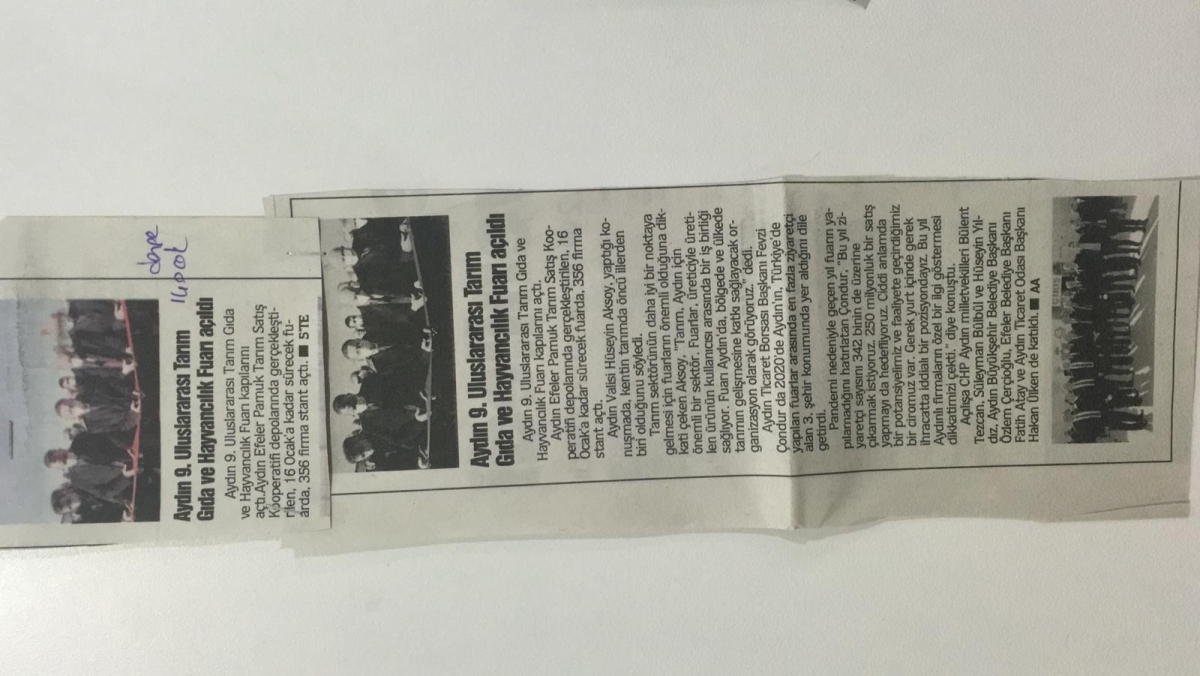 Aydın 9. Uluslararası Tarım
Gıda ve Hayvancılık Fuarı açıldı
Aydın 9. Uluslararası Tarım Gıda
ve Hayvancılık Fuarı kapılarını
açtı.Aydın Efeler Pamuk Tarım Satış
Kooperatifi depolarında gerçekleşti-
rilen, 16 Ocak'a kadar sürecek fu-
arda, 356 firma stant açtı. ■ STE
Aydın 9. Uluslararası Tarım
Gıda ve Hayvancılık Fuarı açıldı
Aydın 9. Uluslararası Tarım Gıda ve
Hayvancılık Fuarı kapılarını açtı.
Aydın Efeler Pamuk Tarım Satış Koo-
peratifi depolarında gerçekleştirilen, 16
Ocak'a kadar sürecek fuarda, 356 firma
stant açtı.
Aydın Valisi Hüseyin Aksoy, yaptığı ko-
nuşmada, kentin tarımda öncü illerden
biri olduğunu söyledi.
Tarım sektörünün daha iyi bir noktaya
gelmesi için fuarların önemli olduğuna dik-
kati çeken Aksoy, "Tarım, Aydın için
önemli bir sektör. Fuarlar, üreticiyle üreti-
len ürünün kullanıcısı arasında bir iş birliği
sağlıyor. Fuarı Aydın'da, bölgede ve ülkede
tarımın gelişmesine katkı sağlayacak or-
ganizasyon olarak görüyoruz." dedi.
Aydın Ticaret Borsası Başkanı Fevzi
Çondur da 2020'de Aydın'ın, Türkiye'de
yapılan fuarlar arasında en fazla ziyaretçi
alan 3. şehir konumunda yer aldığını dile
getirdi.
Pandemi nedeniyle geçen yıl fuarın ya-
pılamadığını hatırlatan Çondur, "Bu yıl zi-
yaretçi sayısını 342 binin de üzerine
çıkarmak istiyoruz. 250 milyonluk bir satış
yapmayı da hedefliyoruz. Ciddi anlamda
bir potansiyelimiz ve faaliyete geçirdiğimiz
bir ciromuz var. Gerek yurt içinde gerek
ihracatta iddialı bir pozisyondayız. Bu yıl
Aydınlı firmaların özel bir ilgi göstermesi
dikkatimizi çekti." diye konuştu.
Açılışa CHP Aydın milletvekilleri Bülent
Tezcan, Süleyman Bülbül ve Hüseyin Yıl-
dız, Aydın Büyükşehir Belediye Başkanı
Özlem Çerçioğlu, Efeler Belediye Başkanı
Fatih Atay ve Aydın Ticaret Odası Başkanı
Hakan Ülken de katıldı. ■ AA